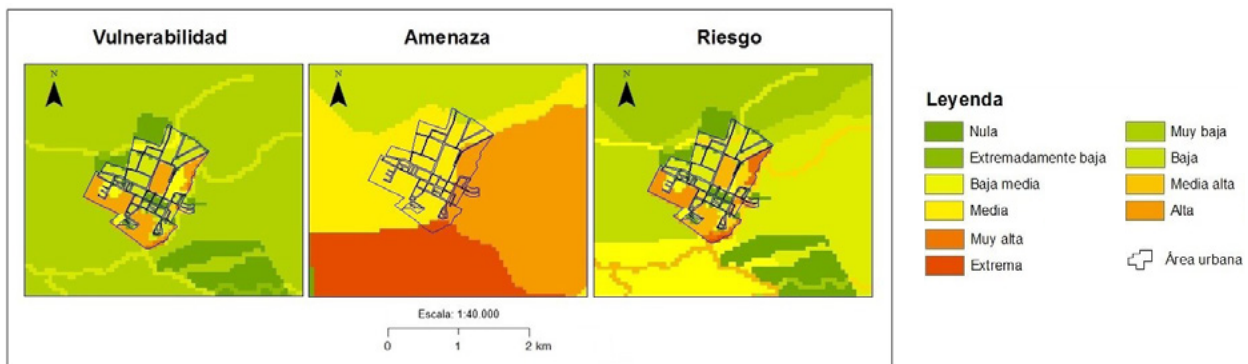 Vulnerabilidad
Amenaza
Riesgo
N
N
N
Escala: 1:40.000
0 1 2 km
Leyenda
Nula
Extremadamente baja
Baja media
Media
Muy alta
Extrema
Muy baja
Baja
Media alta
Alta
Área urbana